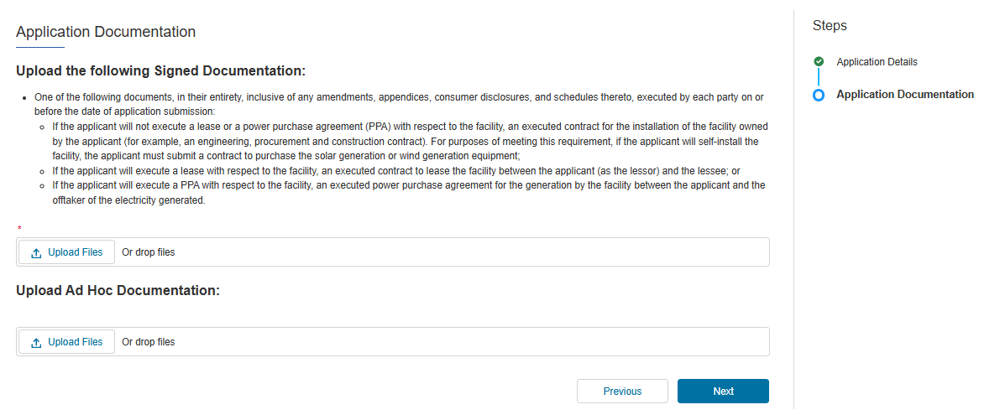 Application Documentation
Upload the following Signed Documentation:
• One of the following documents, in their entirety, inclusive of any amendments, appendices, consumer disclosures, and schedules thereto, executed by each party on or
before the date of application submission:
○ If the applicant will not execute a lease or a power purchase agreement (PPA) with respect to the facility, an executed contract for the installation of the facility owned
by the applicant (for example, an engineering, procurement and construction contract). For purposes of meeting this requirement, if the applicant will self-install the
facility, the applicant must submit a contract to purchase the solar generation or wind generation equipment;
○ If the applicant will execute a lease with respect to the facility, an executed contract to lease the facility between the applicant (as the lessor) and the lessee; or
○ If the applicant will execute a PPA with respect to the facility, an executed power purchase agreement for the generation by the facility between the applicant and the
offtaker of the electricity generated.
*
Upload Files Or drop files
Upload Ad Hoc Documentation:
Upload Files Or drop files
Previous Next
Steps
Application Details
Application Documentation